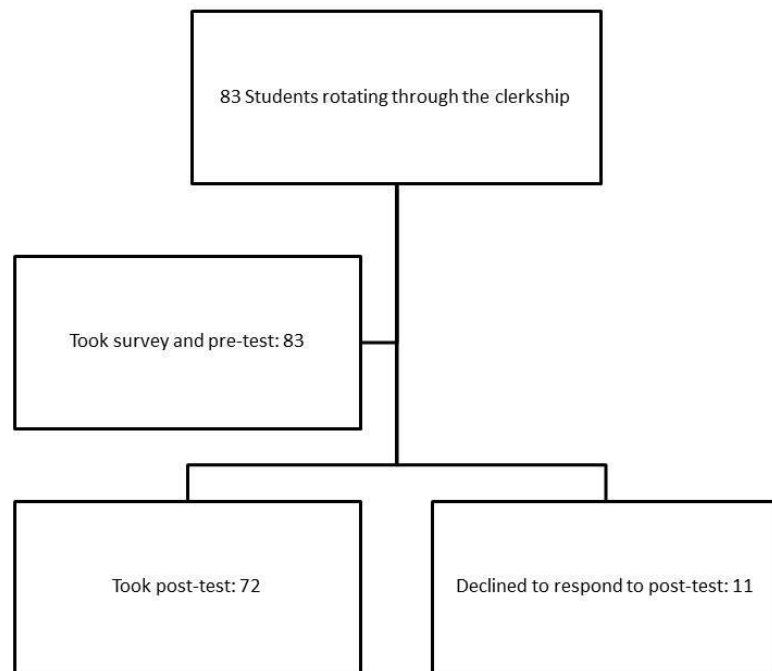 83 Students rotating through the clerkship
Took survey and pre-test: 83
Took post-test: 72
Declined to respond to post-test: 11